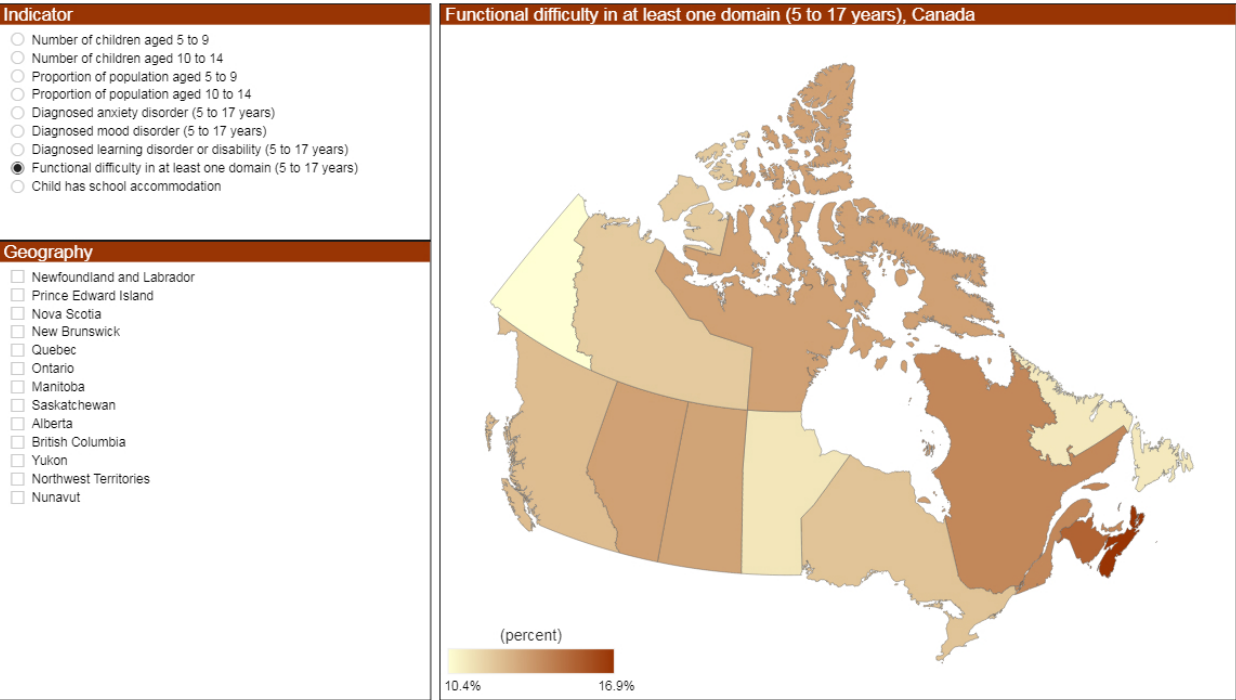 Indicator
Number of children aged 5 to 9
Number of children aged 10 to 14
Proportion of population aged 5 to 9
Proportion of population aged 10 to 14
Diagnosed anxiety disorder (5 to 17 years)
Diagnosed mood disorder (5 to 17 years)
Diagnosed learning disorder or disability (5 to 17 years)
Functional difficulty in at least one domain (5 to 17 years)
Child has school accommodation
Geography
Newfoundland and Labrador
Prince Edward Island
Nova Scotia
New Brunswick
Quebec
Ontario
Manitoba
Saskatchewan
Alberta
British Columbia
Yukon
Northwest Territories
Nunavut
Functional difficulty in at least one domain (5 to 17 years), Canada
(percent)
10.4% 16.9%